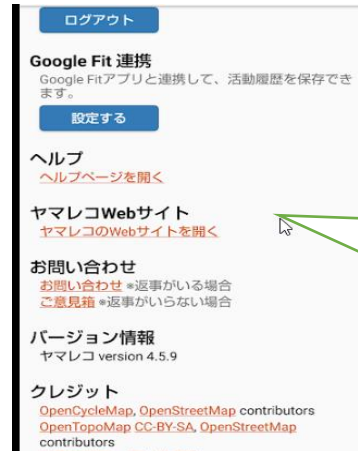 ログアウト
Google Fit 連携
Google Fitアプリと連携して、活動履歴を保存でき
ます。
設定する
ヘルプ
ヘルプページを開く
ヤマレコWebサイト
ヤマレコのWebサイトを開く
お問い合わせ
お問い合わせ ※返事がいる場合
ご意見箱 ※返事がいらない場合
バージョン情報
ヤマレコ version 4.5.9
クレジット
OpenCycleMap, OpenStreetMap contributors
OpenTopoMap CC-BY-SA, OpenStreetMap
contributors